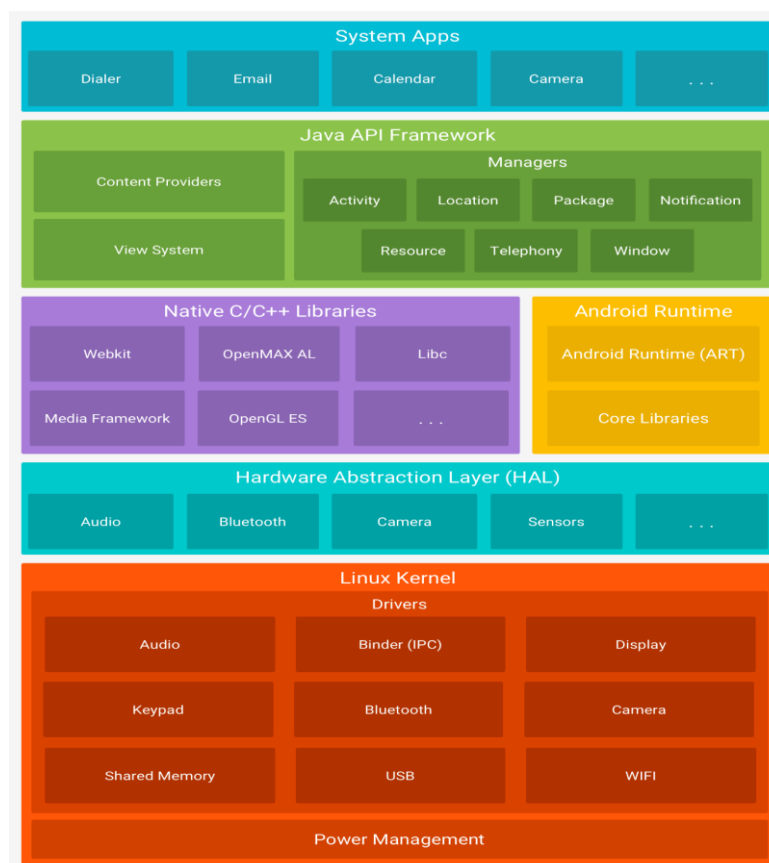 System Apps
Dialer Email Calendar Camera . . .
Java API Framework
Content Providers
View System
Managers
Activity Location Package Notification
Resource Telephony Window
Native C/C++ Libraries
Webkit OpenMAX AL Libc
Media Framework OpenGL ES . . .
Android Runtime
Android Runtime (ART)
Core Libraries
Hardware Abstraction Layer (HAL)
Audio Bluetooth Camera Sensors . . .
Linux Kernel
Drivers
Audio Binder (IPC) Display
Keypad Bluetooth Camera
Shared Memory USB WIFI
Power Management